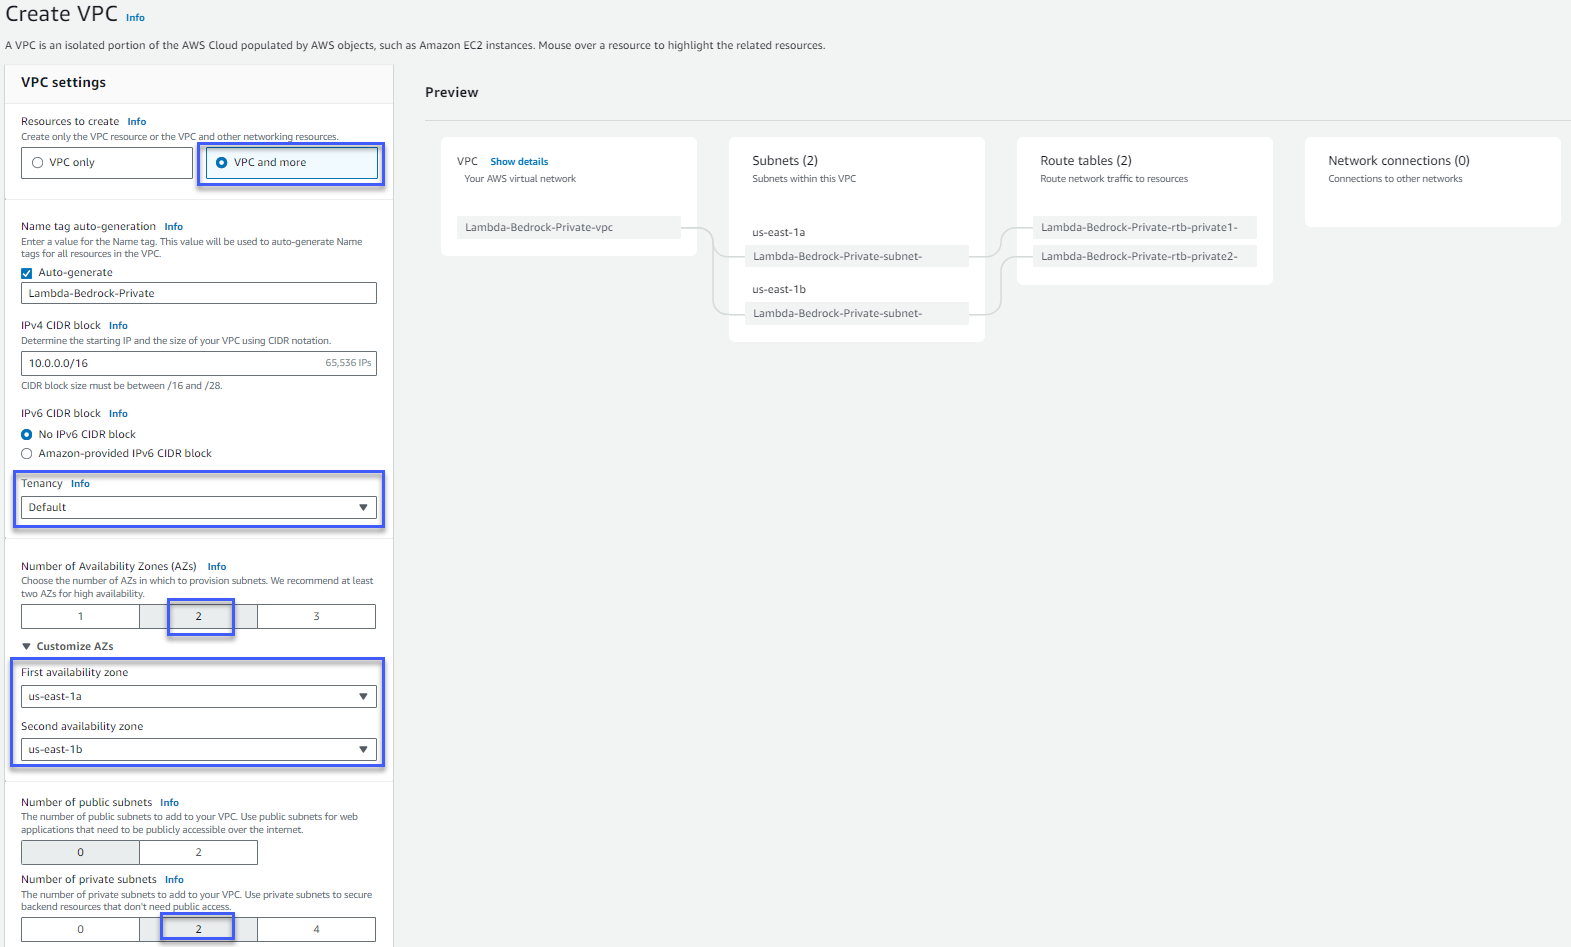 Create VPC Info
A VPC is an isolated portion of the AWS Cloud populated by AWS objects, such as Amazon EC2 instances. Mouse over a resource to highlight the related resources.
VPC settings
Resources to create Info
Create only the VPC resource or the VPC and other networking resources.
VPC only
VPC and more
Name tag auto-generation Info
Enter a value for the Name tag. This value will be used to auto-generate Name
tags for all resources in the VPC.
Auto-generate
Lambda-Bedrock-Private
IPv4 CIDR block Info
Determine the starting IP and the size of your VPC using CIDR notation.
10.0.0.0/16 65,536 IPs
CIDR block size must be between /16 and /28.
IPv6 CIDR block Info
No IPv6 CIDR block
Amazon-provided IPv6 CIDR block
Tenancy Info
Default
Number of Availability Zones (AZs) Info
Choose the number of AZs in which to provision subnets. We recommend at least
two AZs for high availability.
1 2 3
Customize AZs
First availability zone
us-east-1a
Second availability zone
us-east-1b
Number of public subnets Info
The number of public subnets to add to your VPC. Use public subnets for web
applications that need to be publicly accessible over the internet.
0 2
Number of private subnets Info
The number of private subnets to add to your VPC. Use private subnets to secure
backend resources that don't need public access.
0 2 4
Preview
VPC Show details
Your AWS virtual network
Lambda-Bedrock-Private-vpc
Subnets (2)
Subnets within this VPC
us-east-1a
Lambda-Bedrock-Private-subnet-
us-east-1b
Lambda-Bedrock-Private-subnet-
Route tables (2)
Route network traffic to resources
Lambda-Bedrock-Private-rtb-private1-
Lambda-Bedrock-Private-rtb-private2-
Network connections (0)
Connections to other networks